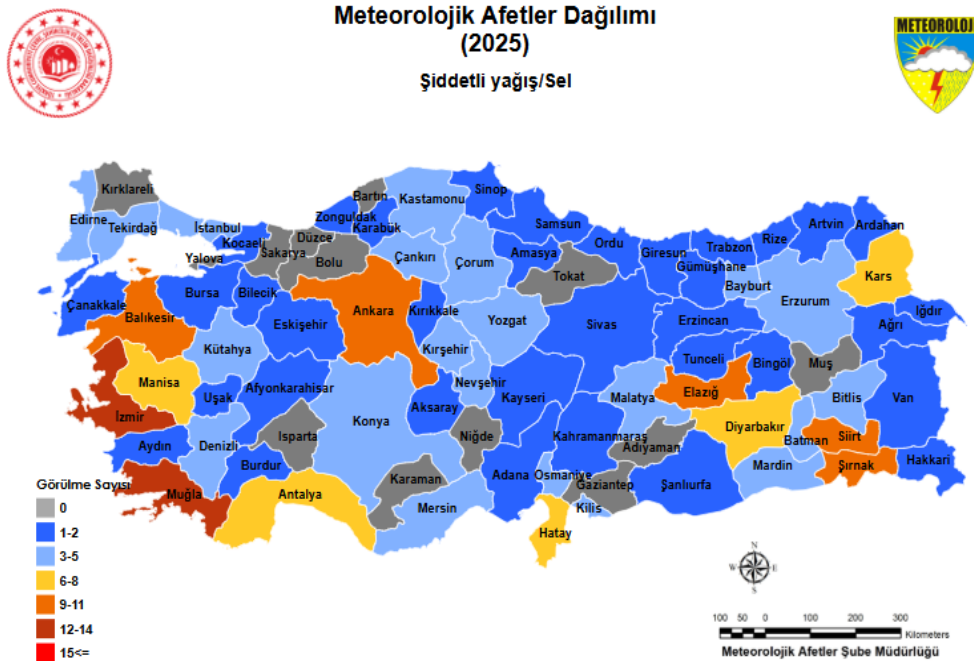 Meteorolojik Afetler Dağılımı
(2025)
Şiddetli yağış/Sel
METEOROLOJİ
Kırklareli
Edirne
Tekirdağ
İstanbul
Kocaeli
Yalova
Sakarya
Düzce
Bolu
Zonguldak
Bartın
Karabük
Kastamonu
Sinop
Samsun
Ordu
Giresun
Trabzon
Rize
Artvin
Ardahan
Çankırı
Çorum
Amasya
Tokat
Gümüşhane
Bayburt
Erzurum
Kars
Iğdır
Ağrı
Çanakkale
Balıkesir
Bursa
Bilecik
Eskişehir
Ankara
Kırıkkale
Yozgat
Sivas
Erzincan
Tunceli
Bingöl
Muş
Kütahya
Kırşehir
Nevşehir
Kayseri
Malatya
Elazığ
Bitlis
Van
Manisa
Uşak
Afyonkarahisar
İzmir
Aksaray
Konya
Niğde
Kahramanmaraş
Adıyaman
Diyarbakır
Batman
Siirt
Şırnak
Hakkari
Aydın
Denizli
Isparta
Burdur
Muğla
Antalya
Karaman
Mersin
Adana
Osmaniye
Gaziantep
Kilis
Şanlıurfa
Mardin
Hatay
Görülme Sayısı
0
1-2
3-5
6-8
9-11
12-14
15<=
N
W
E
S
100 50 0 100 200 300
Kilometers
Meteorolojik Afetler Şube Müdürlüğü